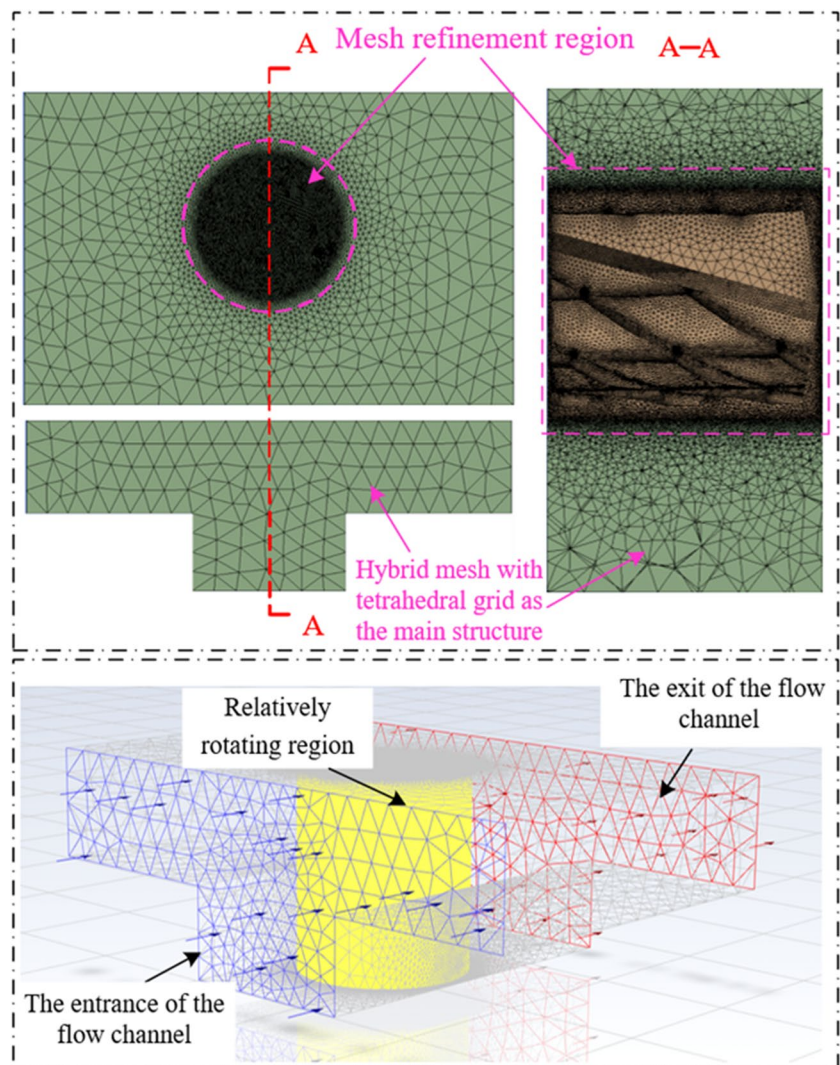 A
Mesh refinement region
A—A
Hybrid mesh with
tetrahedral grid as
the main structure
A
Relatively
rotating region
The exit of the flow
channel
The entrance of the
flow channel